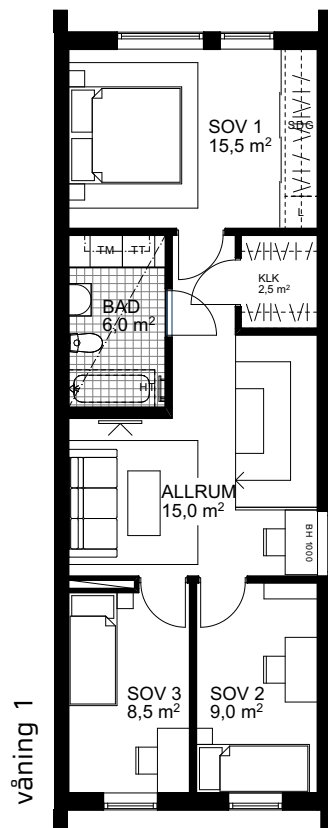 SOV 1
15,5 m²
SDG
L
TM
TT
KLK
2,5 m²
BAD
6,0 m²
HT
ALLRUM
15,0 m²
BH 1000
SOV 3
8,5 m²
SOV 2
9,0 m²
våning 1